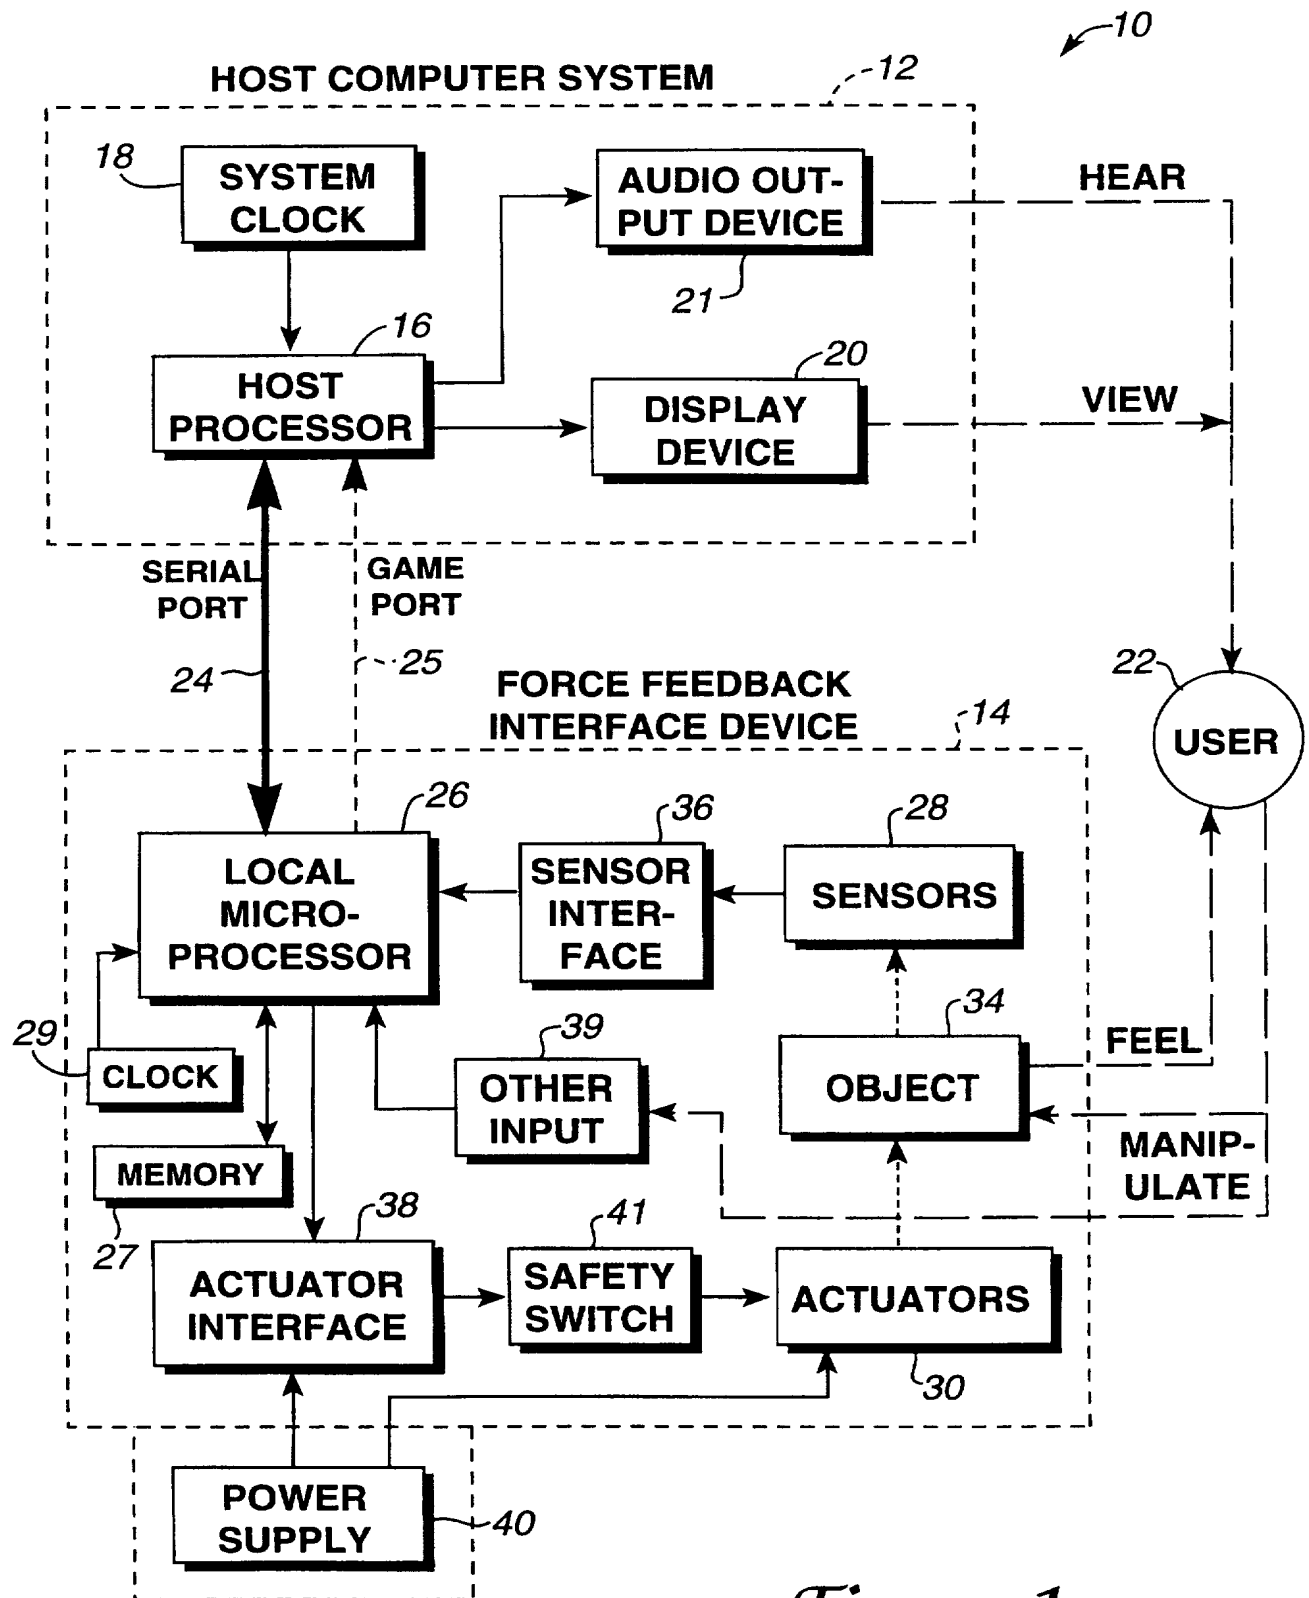 10
HOST COMPUTER SYSTEM
12
18
SYSTEM
CLOCK
AUDIO OUT-
PUT DEVICE
HEAR
21
16
HOST
PROCESSOR
20
DISPLAY
DEVICE
VIEW
SERIAL
PORT
GAME
PORT
24
25
FORCE FEEDBACK
INTERFACE DEVICE
14
22
USER
26
LOCAL
MICRO-
PROCESSOR
36
SENSOR
INTER-
FACE
28
SENSORS
29
CLOCK
39
OTHER
INPUT
34
OBJECT
FEEL
MANIP-
ULATE
MEMORY
27
38
ACTUATOR
INTERFACE
41
SAFETY
SWITCH
ACTUATORS
30
POWER
SUPPLY
40